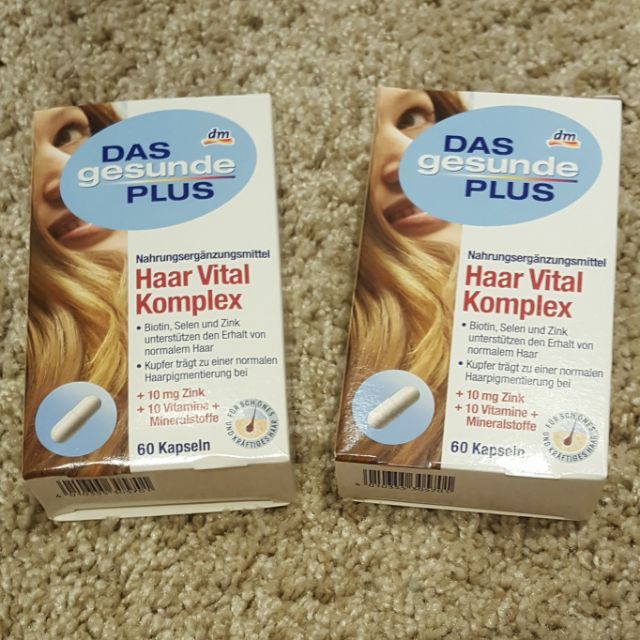 dm
DAS
gesunde
PLUS
Nahrungsergänzungsmittel
Haar Vital
Komplex
• Biotin, Selen und Zink
unterstützen den Erhalt von
normalem Haar
• Kupfer trägt zu einer normalen
Haarpigmentierung bei
+ 10 mg Zink
+ 10 Vitamine +
Mineralstoffe
FÜR SCHÖNES
UND KRÄFTIGES HAAR
60 Kapseln
dm
DAS
gesunde
PLUS
Nahrungsergänzungsmittel
Haar Vital
Komplex
• Biotin, Selen und Zink
unterstützen den Erhalt von
normalem Haar
• Kupfer trägt zu einer normalen
Haarpigmentierung bei
+ 10 mg Zink
+ 10 Vitamine +
Mineralstoffe
FÜR SCHÖNES
UND KRÄFTIGES HAAR
60 Kapseln